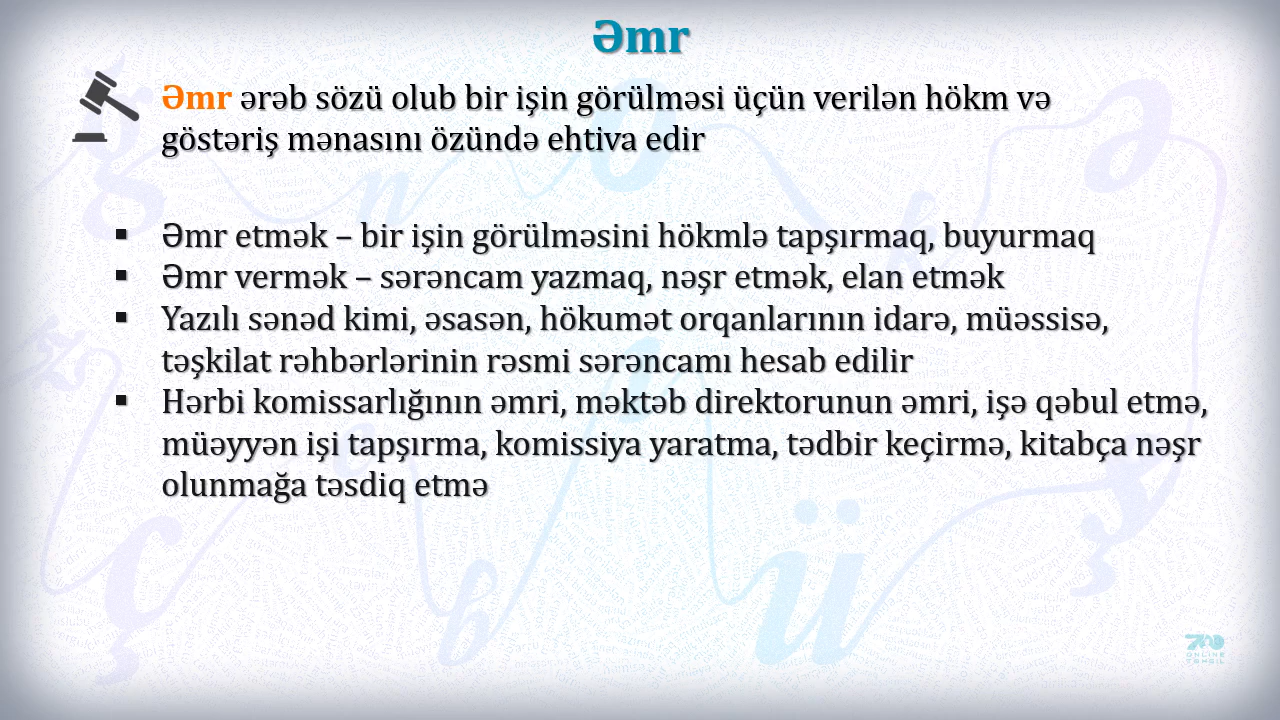 Əmr
Əmr ərəb sözü olub bir işin görülməsi üçün verilən hökm və
göstəriş mənasını özündə ehtiva edir
▪ Əmr etmək – bir işin görülməsini hökmlə tapşırmaq, buyurmaq
▪ Əmr vermək – sərəncam yazmaq, nəşr etmək, elan etmək
▪ Yazılı sənəd kimi, əsasən, hökumət orqanlarının idarə, müəssisə,
təşkilat rəhbərlərinin rəsmi sərəncamı hesab edilir
▪ Hərbi komissarlığının əmri, məktəb direktorunun əmri, işə qəbul etmə,
müəyyən işi tapşırma, komissiya yaratma, tədbir keçirmə, kitabça nəşr
olunmağa təsdiq etmə
ğ
n
o
ə
ç
b
ü
ş
ONLINE
TƏHSİL